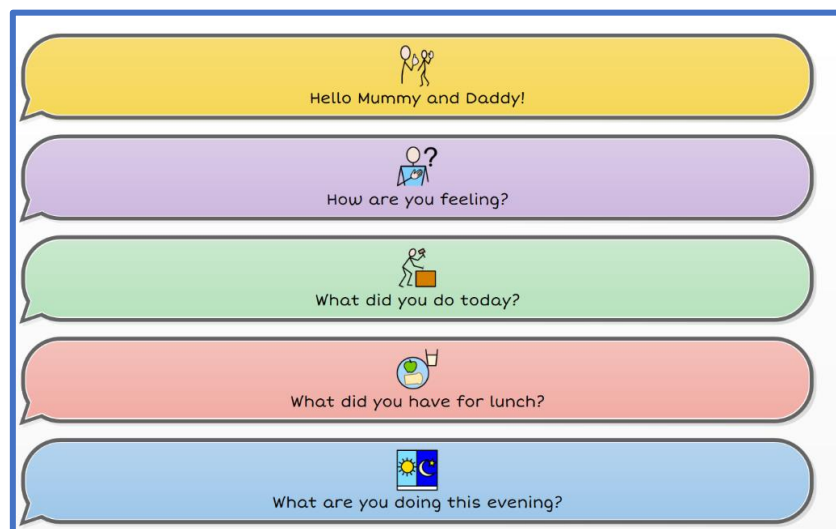 Hello Mummy and Daddy!
?
How are you feeling?
What did you do today?
What did you have for lunch?
What are you doing this evening?